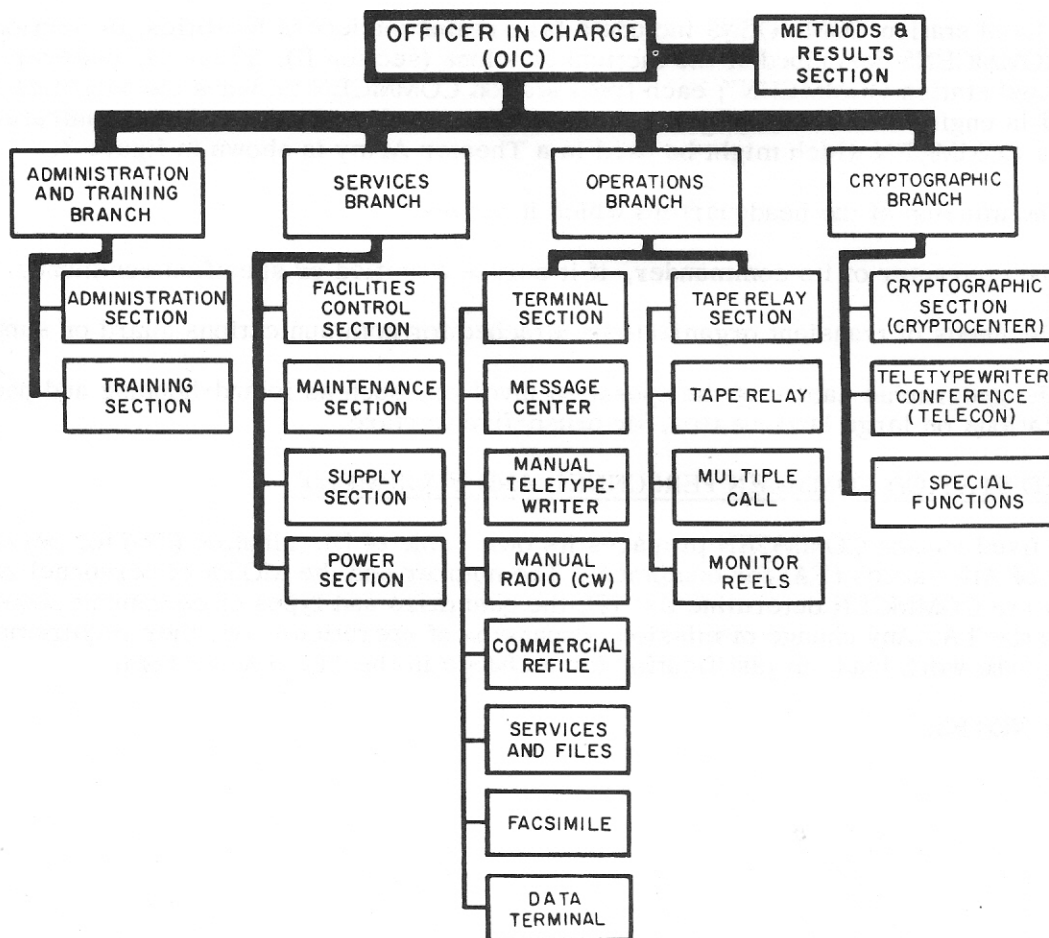 OFFICER IN CHARGE
(OIC)
METHODS &
RESULTS
SECTION
ADMINISTRATION
AND TRAINING
BRANCH
SERVICES
BRANCH
OPERATIONS
BRANCH
CRYPTOGRAPHIC
BRANCH
ADMINISTRATION
SECTION
TRAINING
SECTION
FACILITIES
CONTROL
SECTION
MAINTENANCE
SECTION
SUPPLY
SECTION
POWER
SECTION
TERMINAL
SECTION
MESSAGE
CENTER
MANUAL
TELETYPE-
WRITER
MANUAL
RADIO (CW)
COMMERCIAL
REFILE
SERVICES
AND FILES
FACSIMILE
DATA
TERMINAL
TAPE RELAY
SECTION
TAPE RELAY
MULTIPLE
CALL
MONITOR
REELS
CRYPTOGRAPHIC
SECTION
(CRYPTOCENTER)
TELETYPEWRITER
CONFERENCE
(TELECON)
SPECIAL
FUNCTIONS